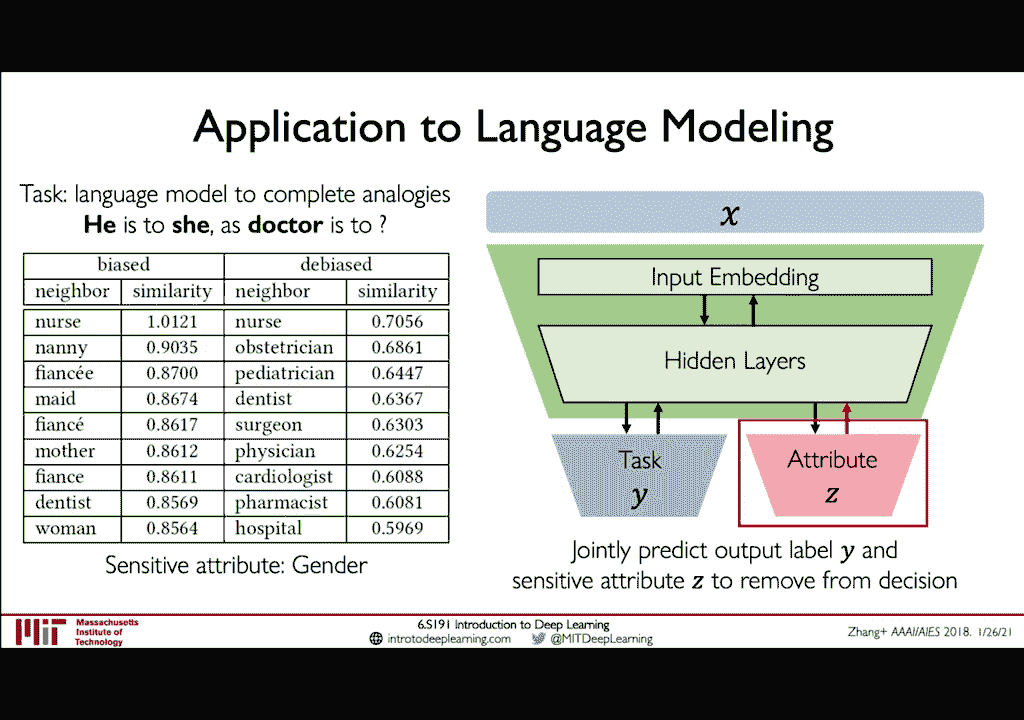 Application to Language Modeling
Task: language model to complete analogies
He is to she, as doctor is to ?
biased debiased
neighbor similarity neighbor similarity
nurse 1.0121 nurse 0.7056
nanny 0.9035 obstetrician 0.6861
fiancée 0.8700 pediatrician 0.6447
maid 0.8674 dentist 0.6367
fiancé 0.8617 surgeon 0.6303
mother 0.8612 physician 0.6254
fiance 0.8611 cardiologist 0.6088
dentist 0.8569 pharmacist 0.6081
woman 0.8564 hospital 0.5969
Sensitive attribute: Gender
x
Input Embedding
Hidden Layers
Task
y
Attribute
z
Jointly predict output label y and
sensitive attribute z to remove from decision
Massachusetts
Institute of
Technology
6.S191 Introduction to Deep Learning
introtodeeplearning.com @MITDeepLearning
Zhang+ AAAI/AIES 2018. 1/26/21